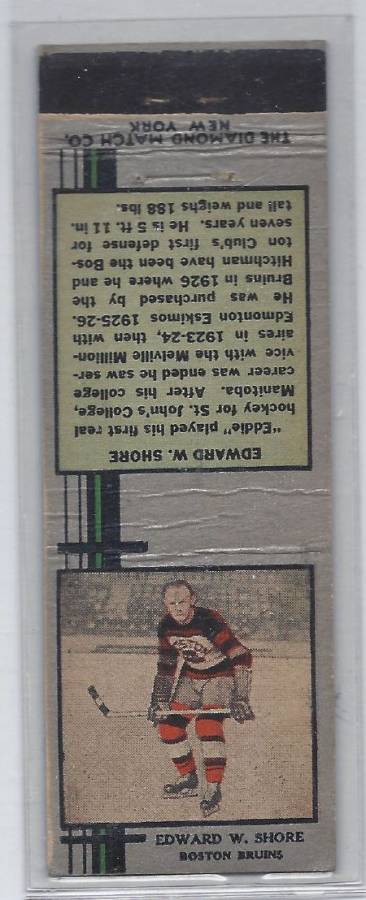 EDWARD W. SHORE
"Eddie" played his first real
hockey for St. John's College,
Manitoba. After his college
career was ended he saw ser-
vice with the Melville Million-
aires in 1923-24, then with
Edmonton Eskimos 1925-26.
He was purchased by the
Bruins in 1926 where he and
Hitchman have been the Bos-
ton Club's first defense for
seven years. He is 5 ft. 11 in.
tall and weighs 188 lbs.
THE DIAMOND MATCH CO.
NEW YORK
BOSTON
EDWARD W. SHORE
BOSTON BRUINS